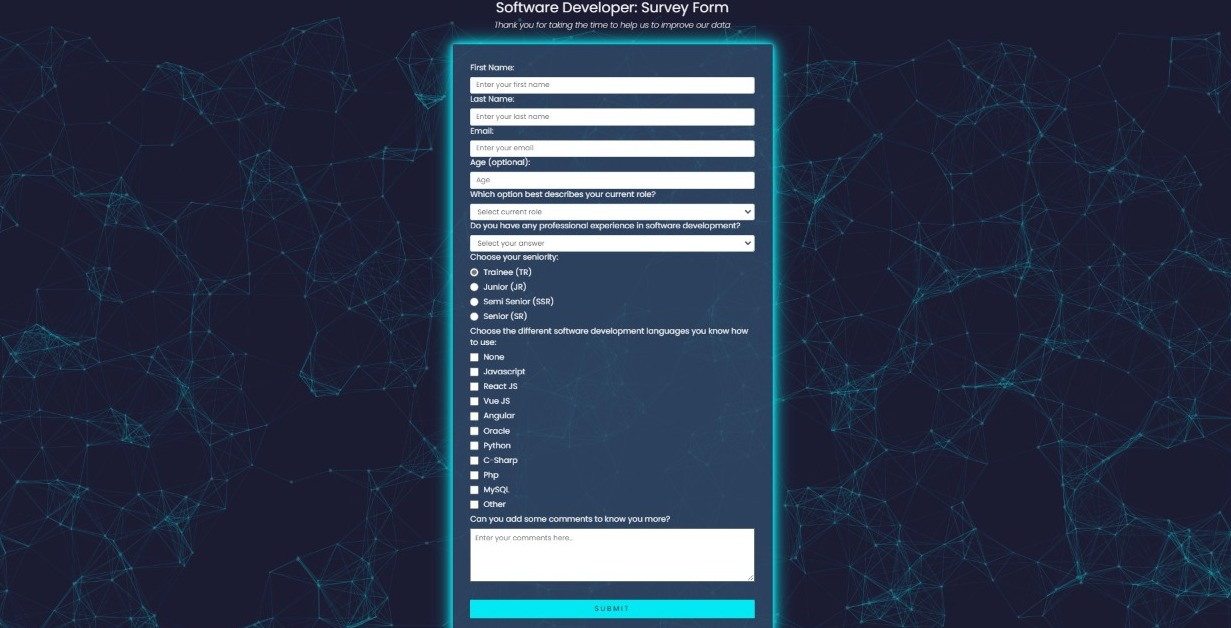 Software Developer: Survey Form
Thank you for taking the time to help us to improve our data
First Name:
Enter your first name
Last Name:
Enter your last name
Email:
Enter your email
Age (optional):
Age
Which option best describes your current role?
Select current role
Do you have any professional experience in software development?
Select your answer
Choose your seniority:
Trainee (TR)
Junior (JR)
Semi Senior (SSR)
Senior (SR)
Choose the different software development languages you know how
to use:
None
Javascript
React JS
Vue JS
Angular
Oracle
Python
C-Sharp
Php
MySQL
Other
Can you add some comments to know you more?
Enter your comments here...
SUBMIT